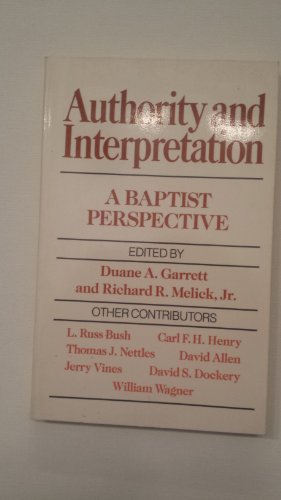 Authority and
Interpretation
A BAPTIST
PERSPECTIVE
EDITED BY
Duane A. Garrett
and Richard R. Melick, Jr.
OTHER CONTRIBUTORS
L. Russ Bush Carl F. H. Henry
Thomas J. Nettles David Allen
Jerry Vines David S. Dockery
William Wagner